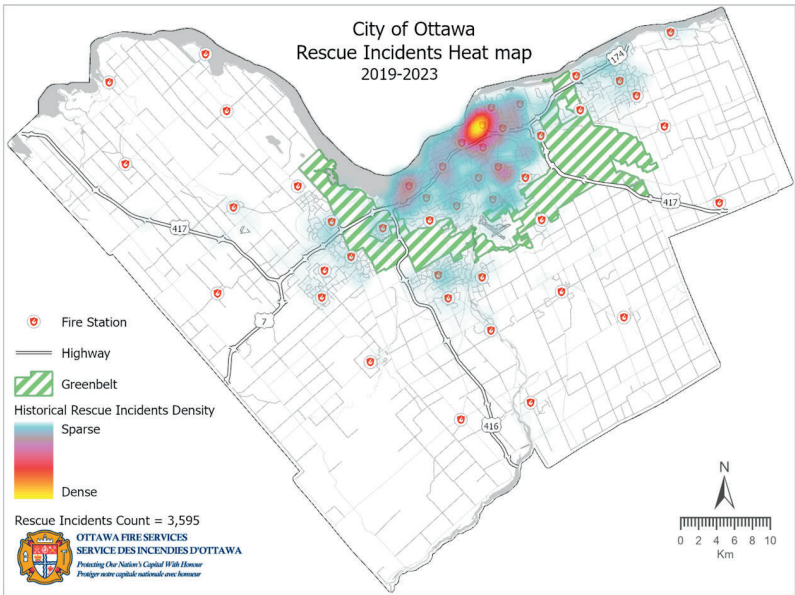 City of Ottawa
Rescue Incidents Heat map
2019-2023
174
417
417
7
416
Fire Station
Highway
Greenbelt
Historical Rescue Incidents Density
Sparse
Dense
Rescue Incidents Count = 3,595
OTTAWA FIRE SERVICES
SERVICE DES INCENDIES D'OTTAWA
Protecting Our Nation's Capital With Honour
Protéger notre capitale nationale avec honneur
N
0 2 4 6 8 10
Km